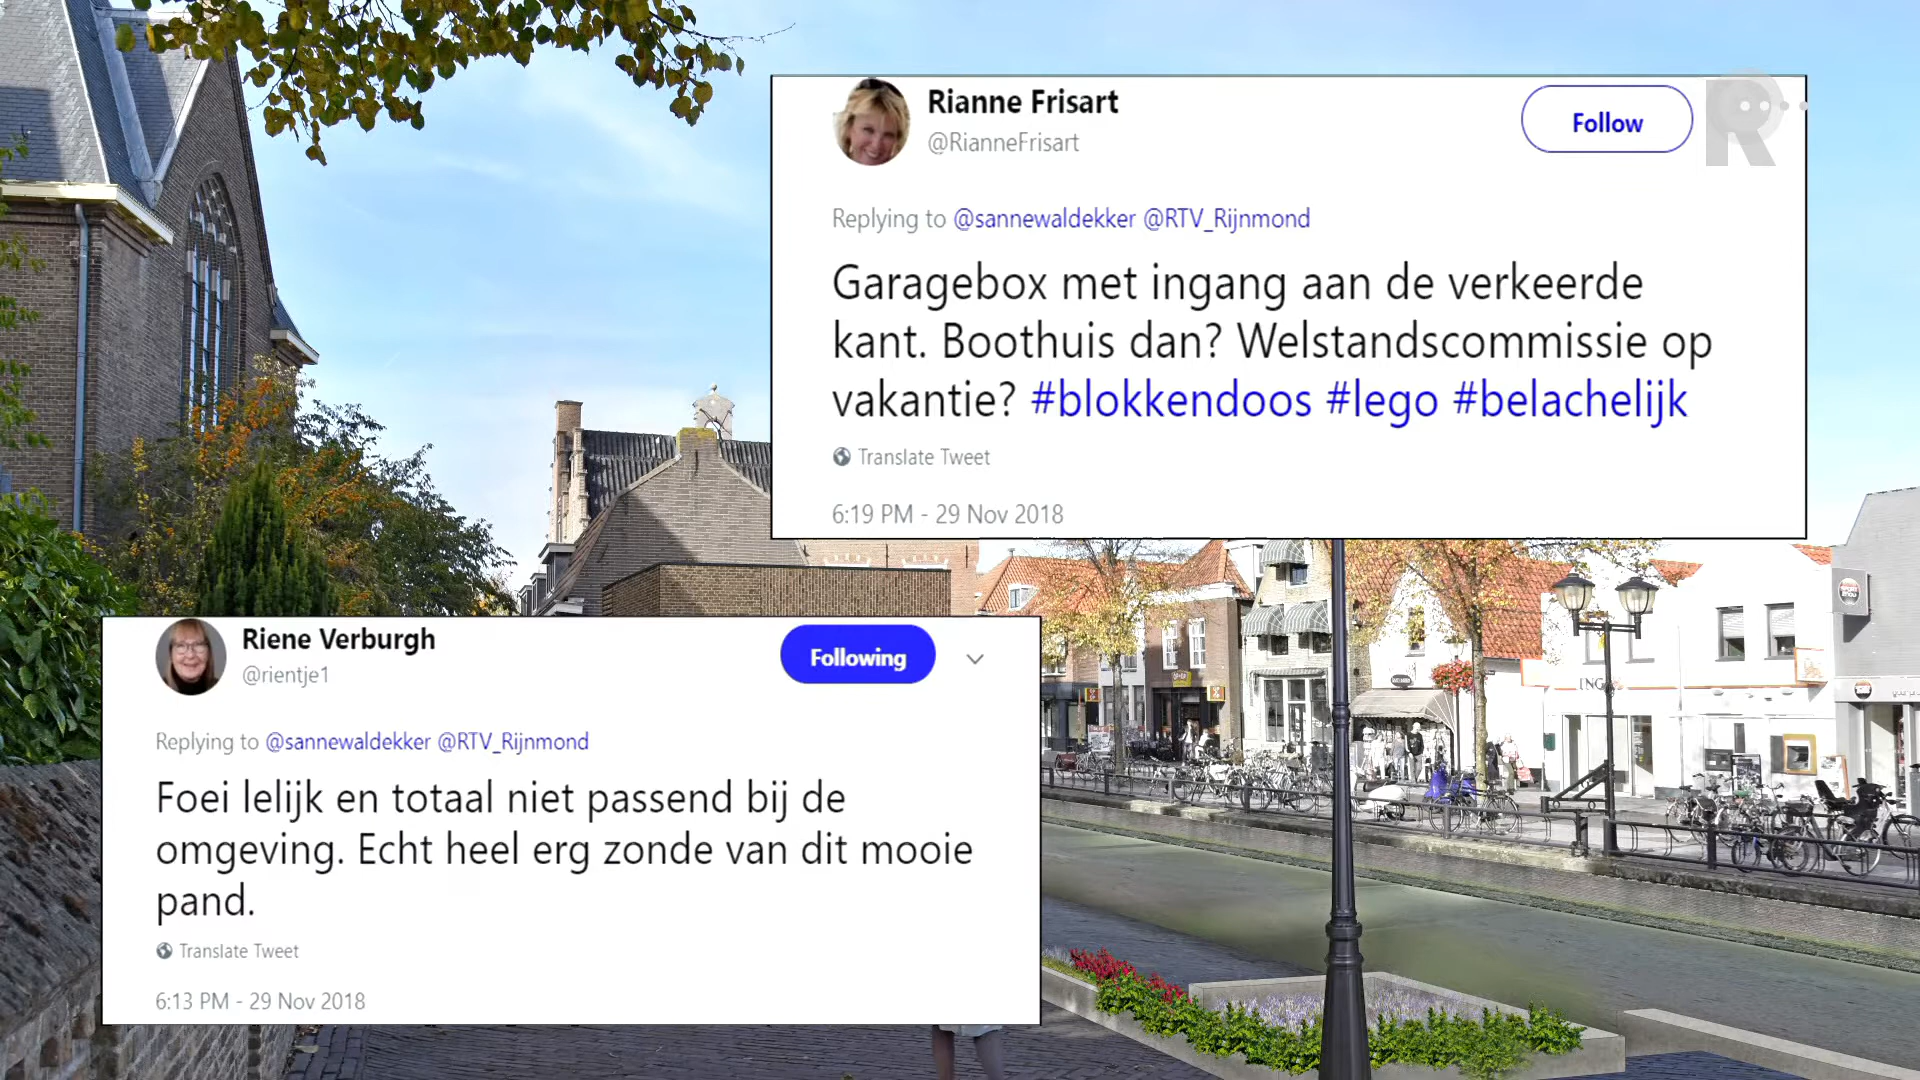 Rianne Frisart
@RianneFrisart
Follow
Replying to @sannewaldekker @RTV_Rijnmond
Garagebox met ingang aan de verkeerde
kant. Boothuis dan? Welstandscommissie op
vakantie? #blokkendoos #lego #belachelijk
Translate Tweet
6:19 PM - 29 Nov 2018
R
Riene Verburgh
@rientje1
Following
Replying to @sannewaldekker @RTV_Rijnmond
Foei lelijk en totaal niet passend bij de
omgeving. Echt heel erg zonde van dit mooie
pand.
Translate Tweet
6:13 PM - 29 Nov 2018
ING